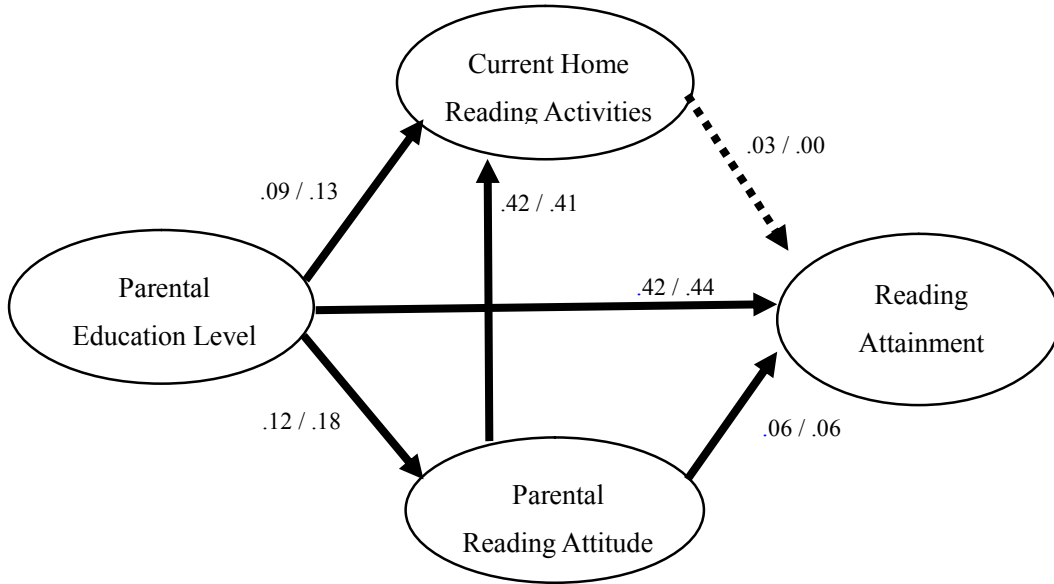 Current Home
Reading Activities
.03 / .00
.09 / .13
.42 / .41
Parental
Education Level
.42 / .44
Reading
Attainment
.12 / .18
.06 / .06
Parental
Reading Attitude